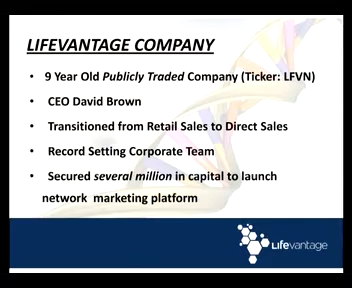 LIFEVANTAGE COMPANY
• 9 Year Old Publicly Traded Company (Ticker: LFVN)
• CEO David Brown
• Transitioned from Retail Sales to Direct Sales
• Record Setting Corporate Team
• Secured several million in capital to launch
network marketing platform
Lifevantage